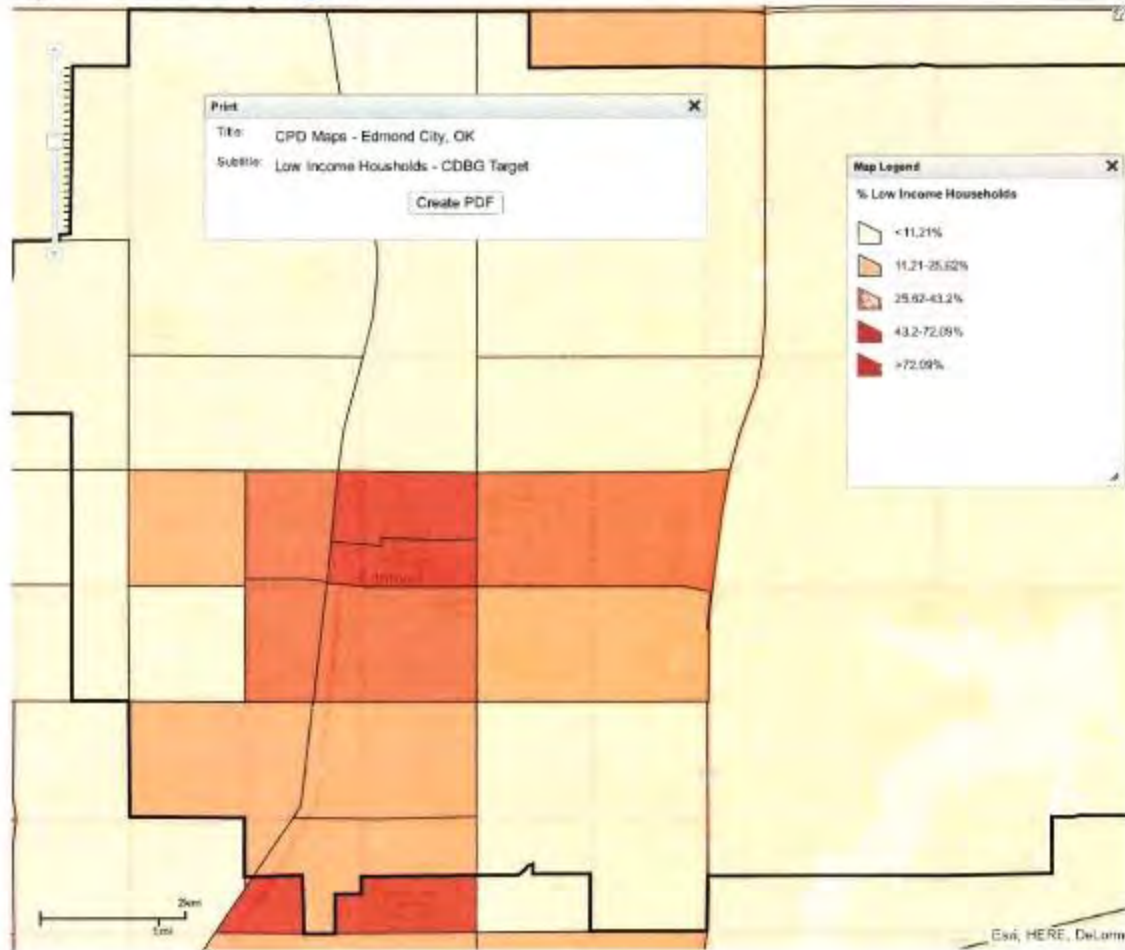 Print
Title: CPD Maps - Edmond City, OK
Subtitle: Low Income Housholds - CDBG Target
Create PDF
Map Legend
% Low Income Households
<11.21%
11.21-25.62%
25.62-43.2%
43.2-72.09%
>72.09%
Edmond
2km
1mi
Esri, HERE, DeLorm